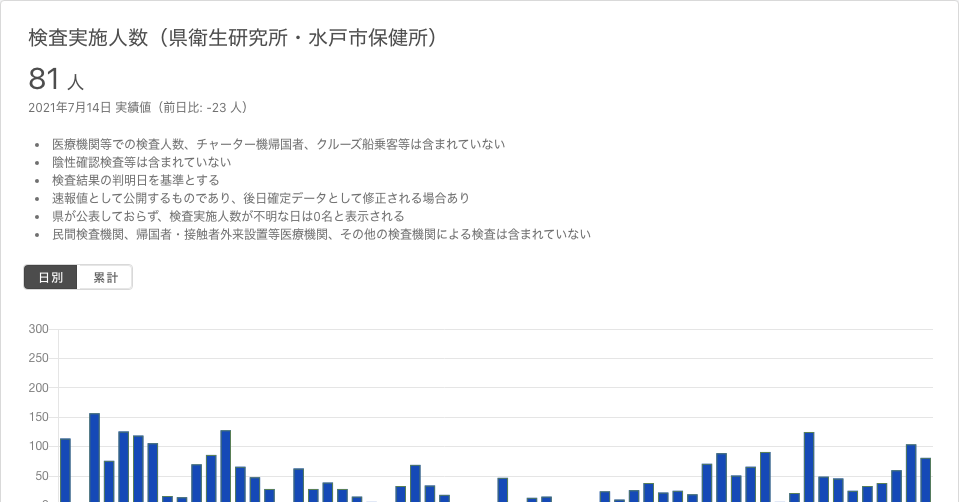 検査実施人数（県衛生研究所・水戸市保健所）
81 人
2021年7月14日 実績値（前日比: -23 人）
• 医療機関等での検査人数、チャーター機帰国者、クルーズ船乗客等は含まれていない
• 陰性確認検査等は含まれていない
• 検査結果の判明日を基準とする
• 速報値として公開するものであり、後日確定データとして修正される場合あり
• 県が公表しておらず、検査実施人数が不明な日は0名と表示される
• 民間検査機関、帰国者・接触者外来設置等医療機関、その他の検査機関による検査は含まれていない
日別 累計
300
250
200
150
100
50